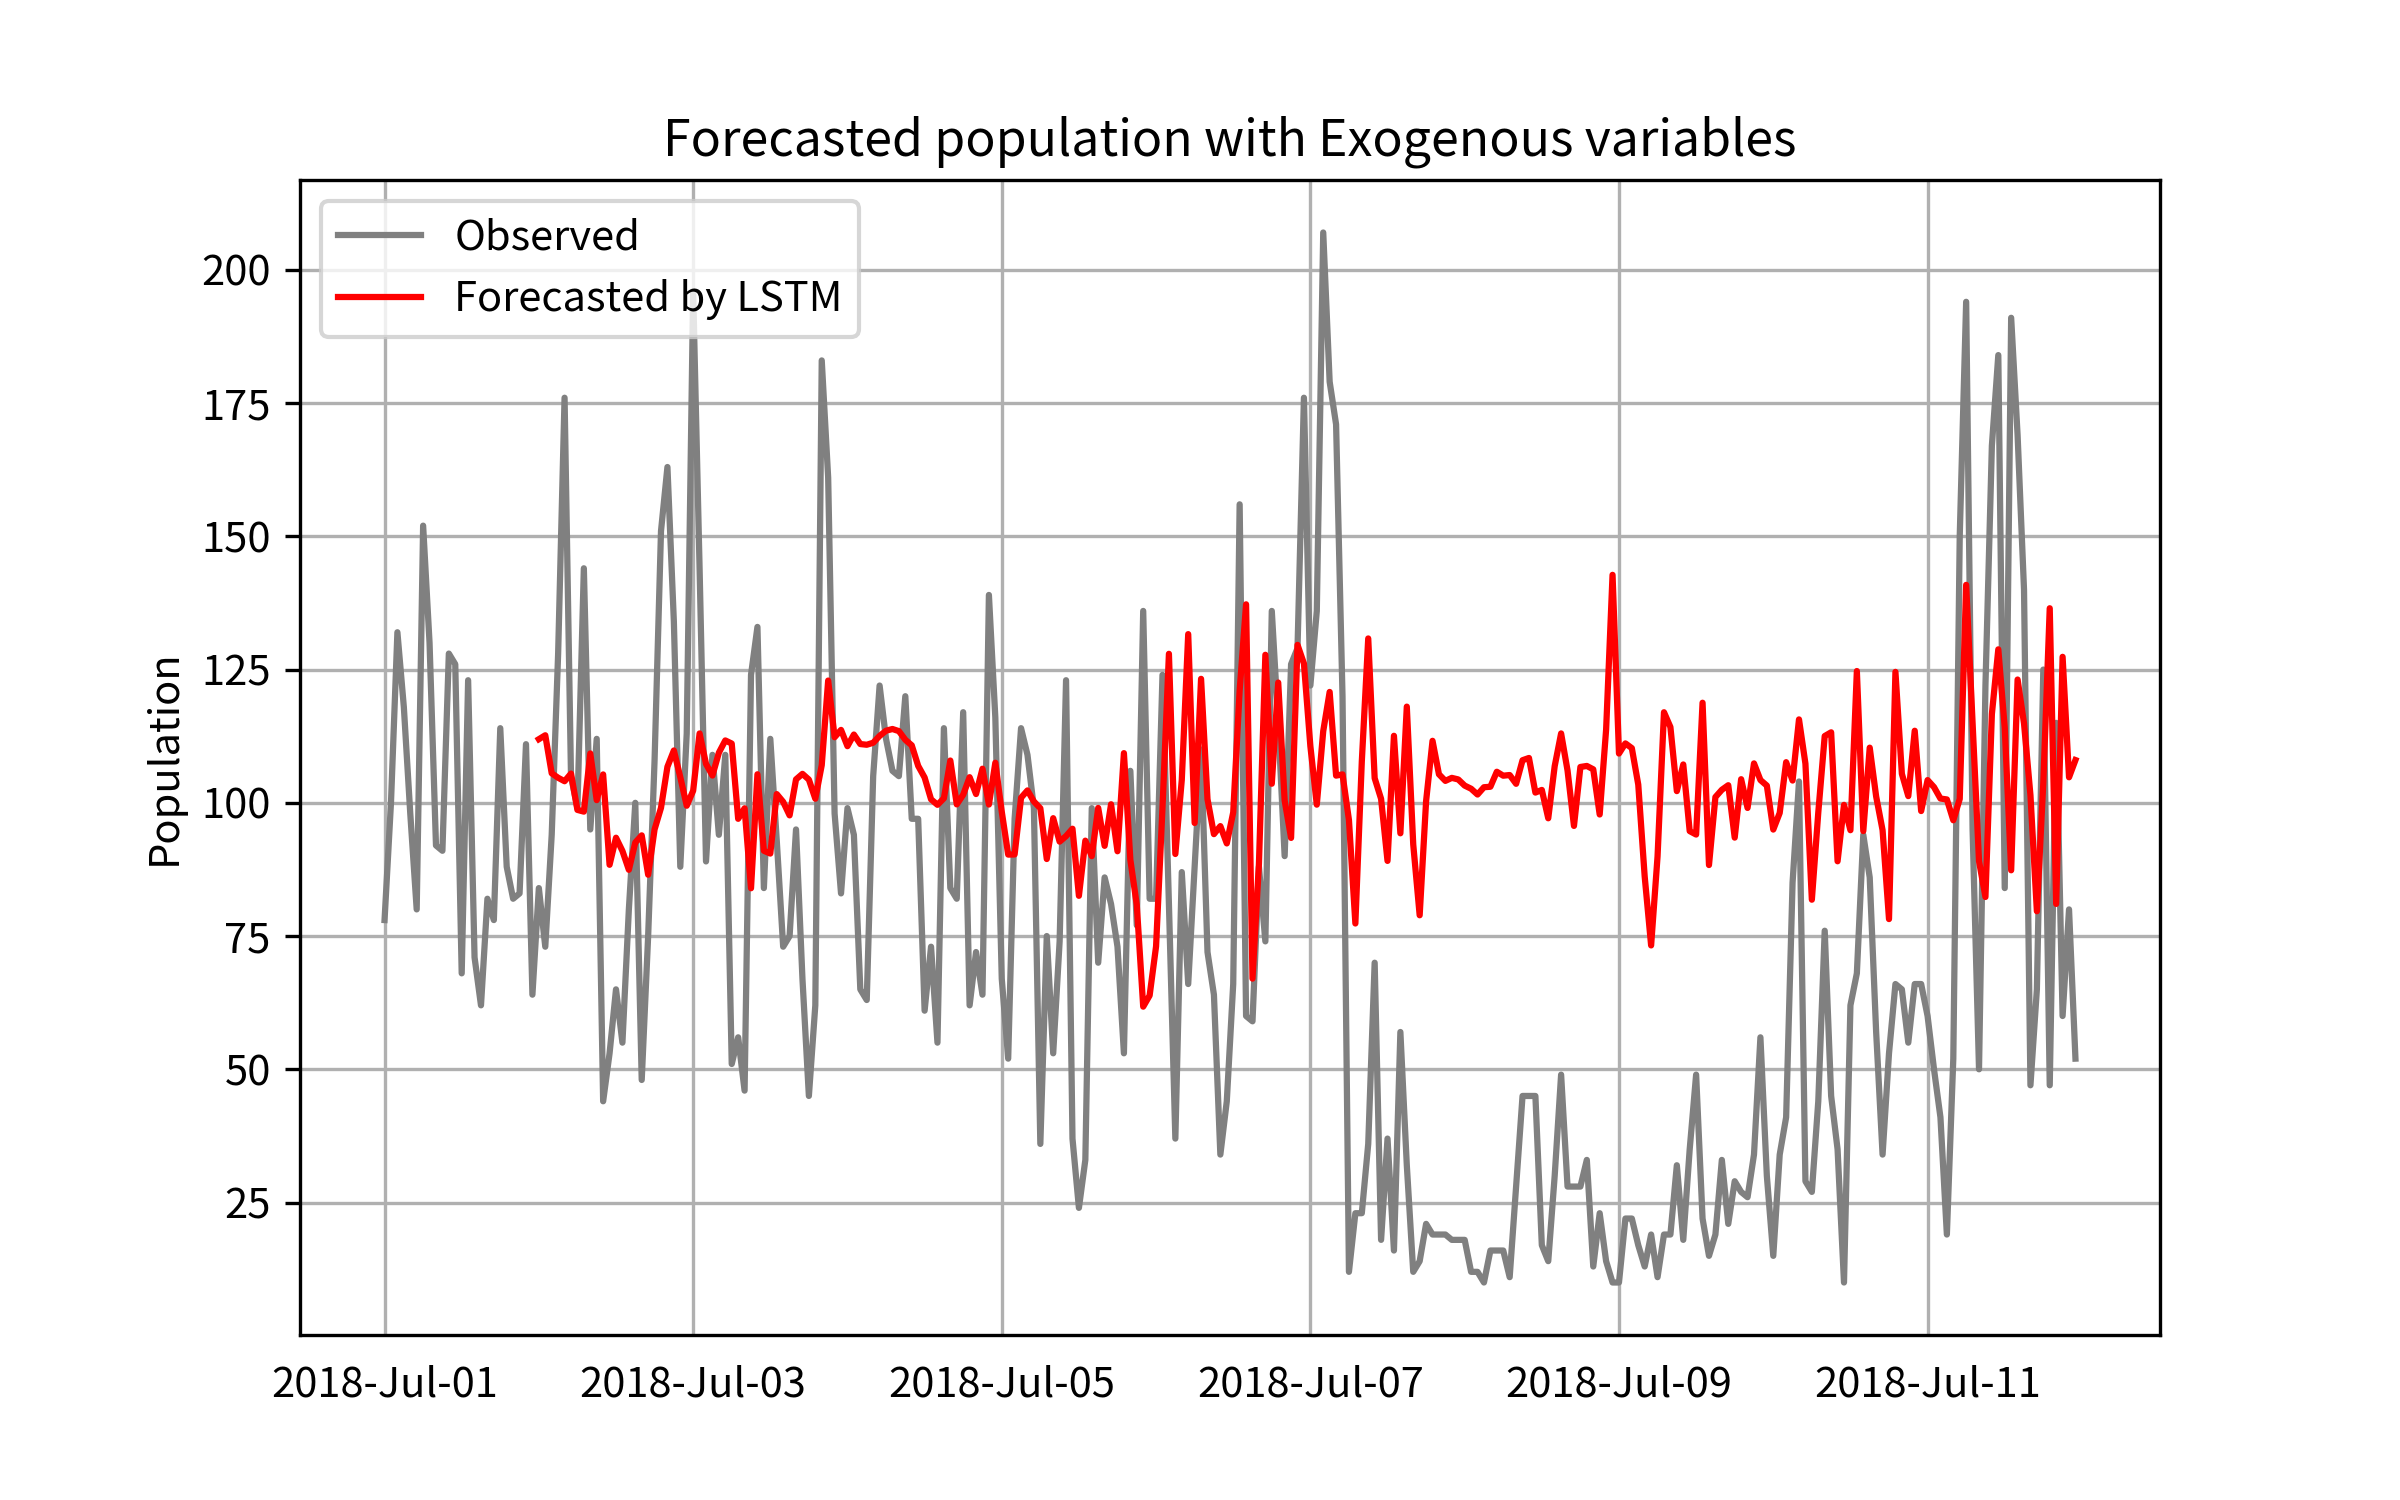 Forecasted population with Exogenous variables
Observed
Forecasted by LSTM
Population
200
175
150
125
100
75
50
25
2018-Jul-01
2018-Jul-03
2018-Jul-05
2018-Jul-07
2018-Jul-09
2018-Jul-11